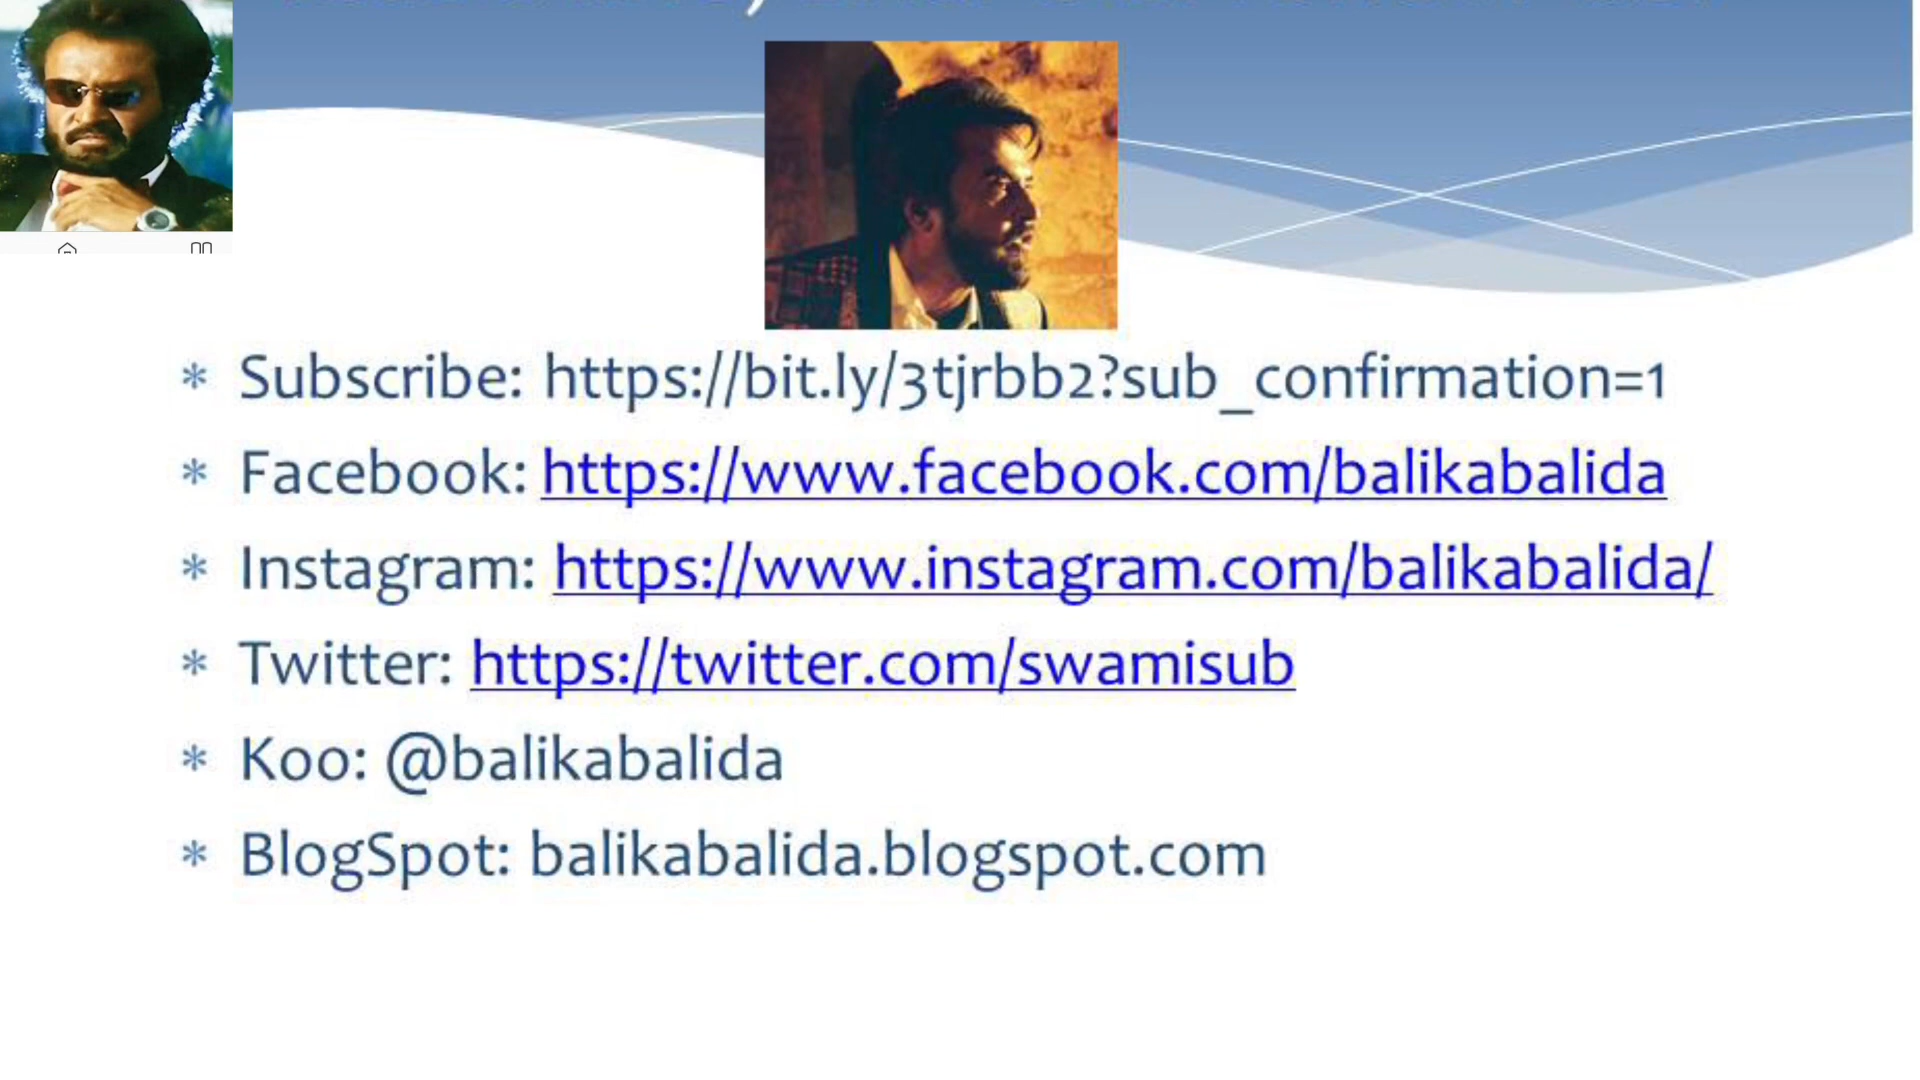 * Subscribe: https://bit.ly/3tjrbb2?sub_confirmation=1
* Facebook: https://www.facebook.com/balikabalida
* Instagram: https://www.instagram.com/balikabalida/
* Twitter: https://twitter.com/swamisub
* Koo: @balikabalida
* BlogSpot: balikabalida.blogspot.com